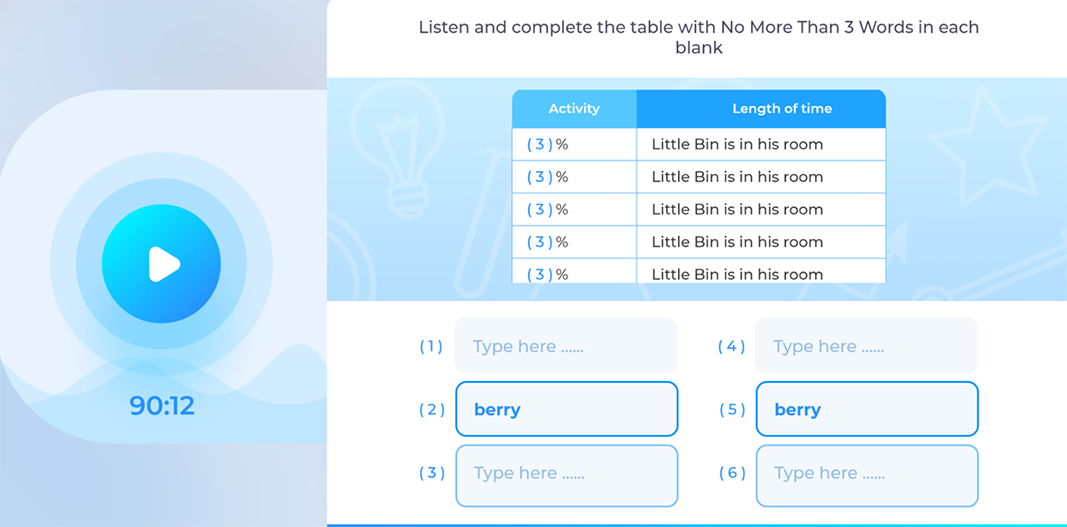 Listen and complete the table with No More Than 3 Words in each
blank
Activity Length of time
( 3 ) % Little Bin is in his room
( 3 ) % Little Bin is in his room
( 3 ) % Little Bin is in his room
( 3 ) % Little Bin is in his room
( 3 ) % Little Bin is in his room
90:12
( 1 ) Type here ...... ( 4 ) Type here ......
( 2 ) berry ( 5 ) berry
( 3 ) Type here ...... ( 6 ) Type here ......